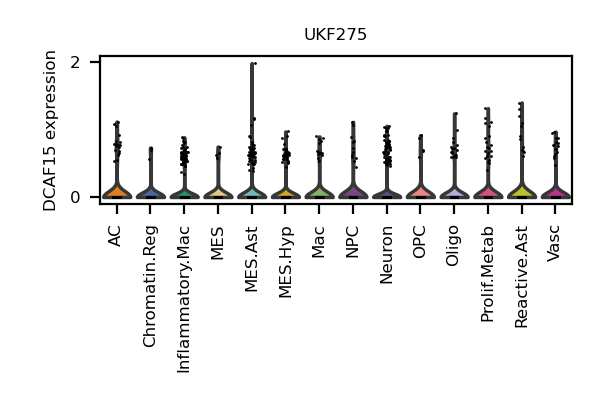 UKF275
DCAF15 expression
2
0
AC
Chromatin.Reg
Inflammatory.Mac
MES
MES.Ast
MES.Hyp
Mac
NPC
Neuron
OPC
Oligo
Prolif.Metab
Reactive.Ast
Vasc